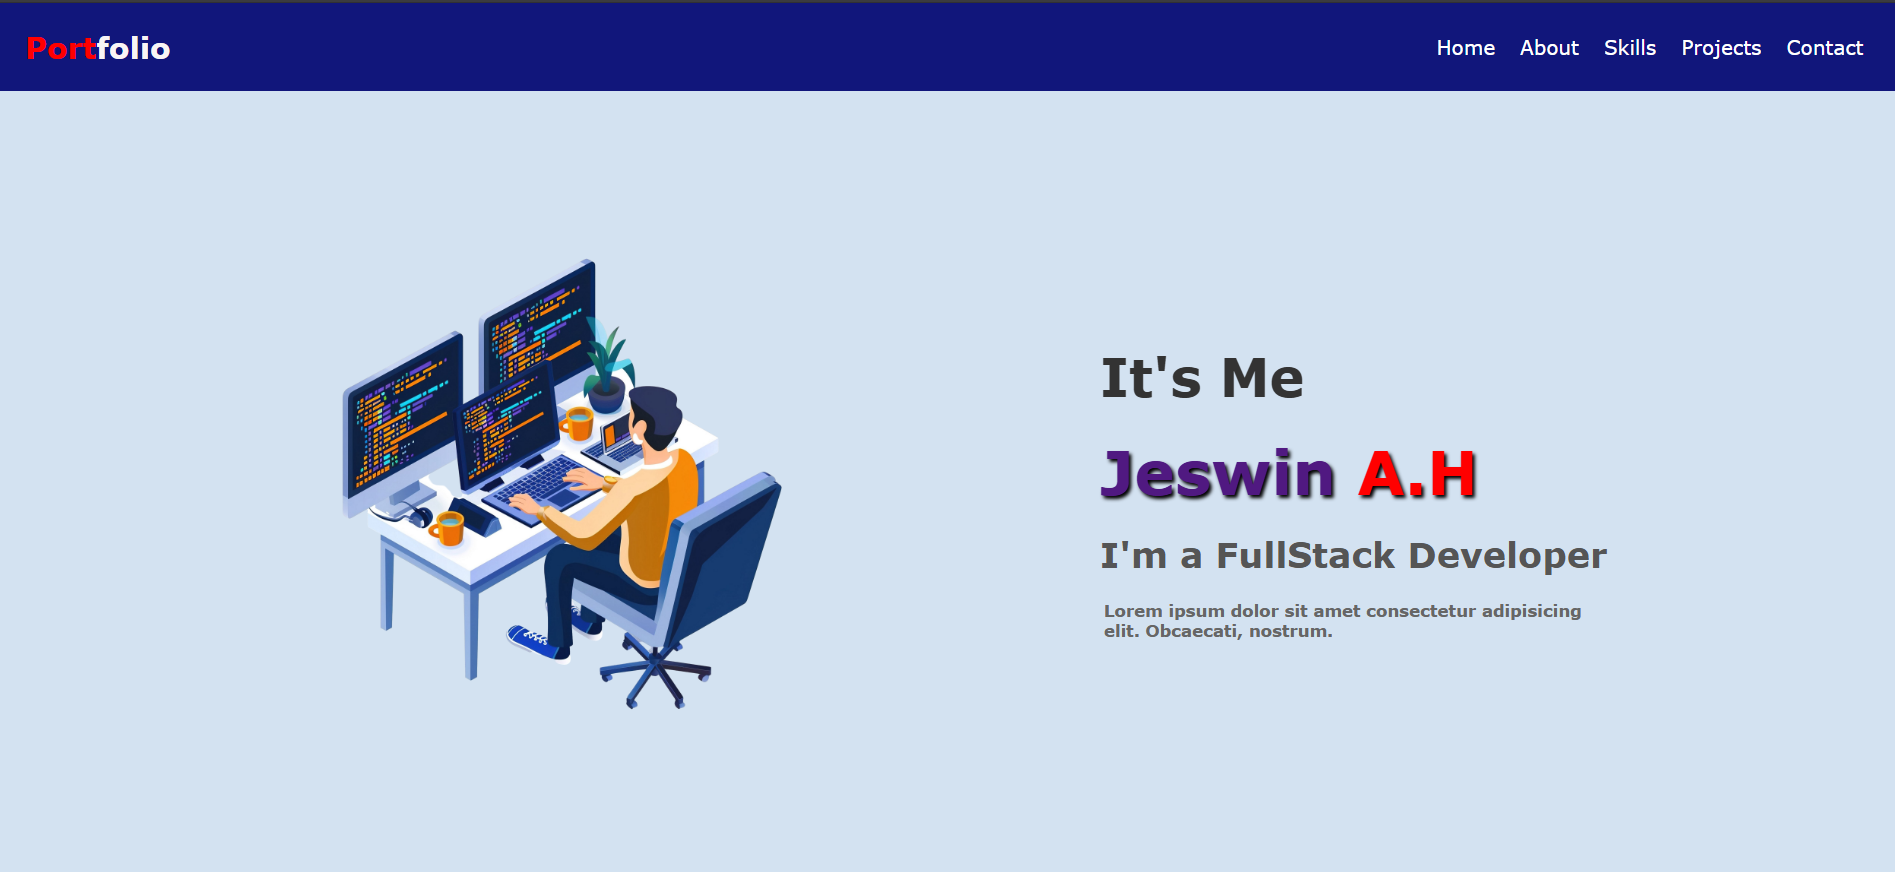 Portfolio
Home About Skills Projects Contact
It's Me
Jeswin A.H
I'm a FullStack Developer
Lorem ipsum dolor sit amet consectetur adipisicing
elit. Obcaecati, nostrum.